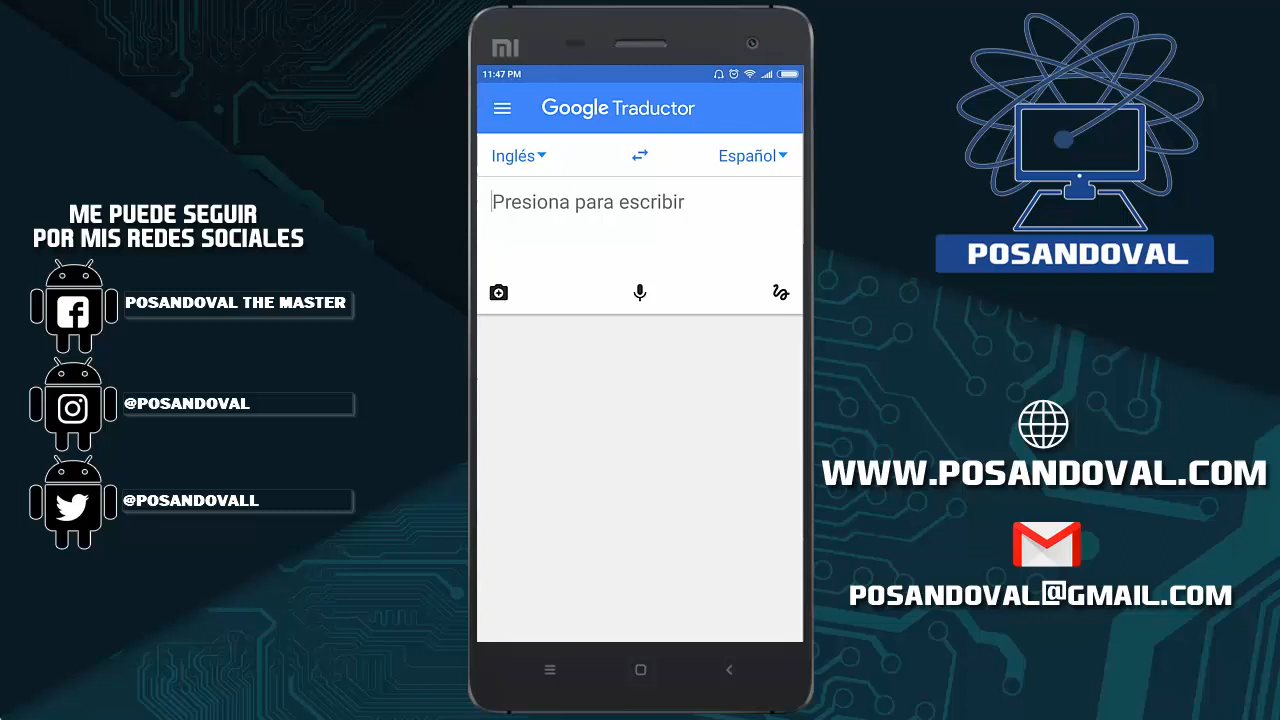 ME PUEDE SEGUIR
POR MIS REDES SOCIALES
POSANDOVAL THE MASTER
@POSANDOVAL
@POSANDOVALL
MI
11:47 PM
Google Traductor
Inglés
Español
Presiona para escribir
POSANDOVAL
WWW.POSANDOVAL.COM
POSANDOVAL@GMAIL.COM